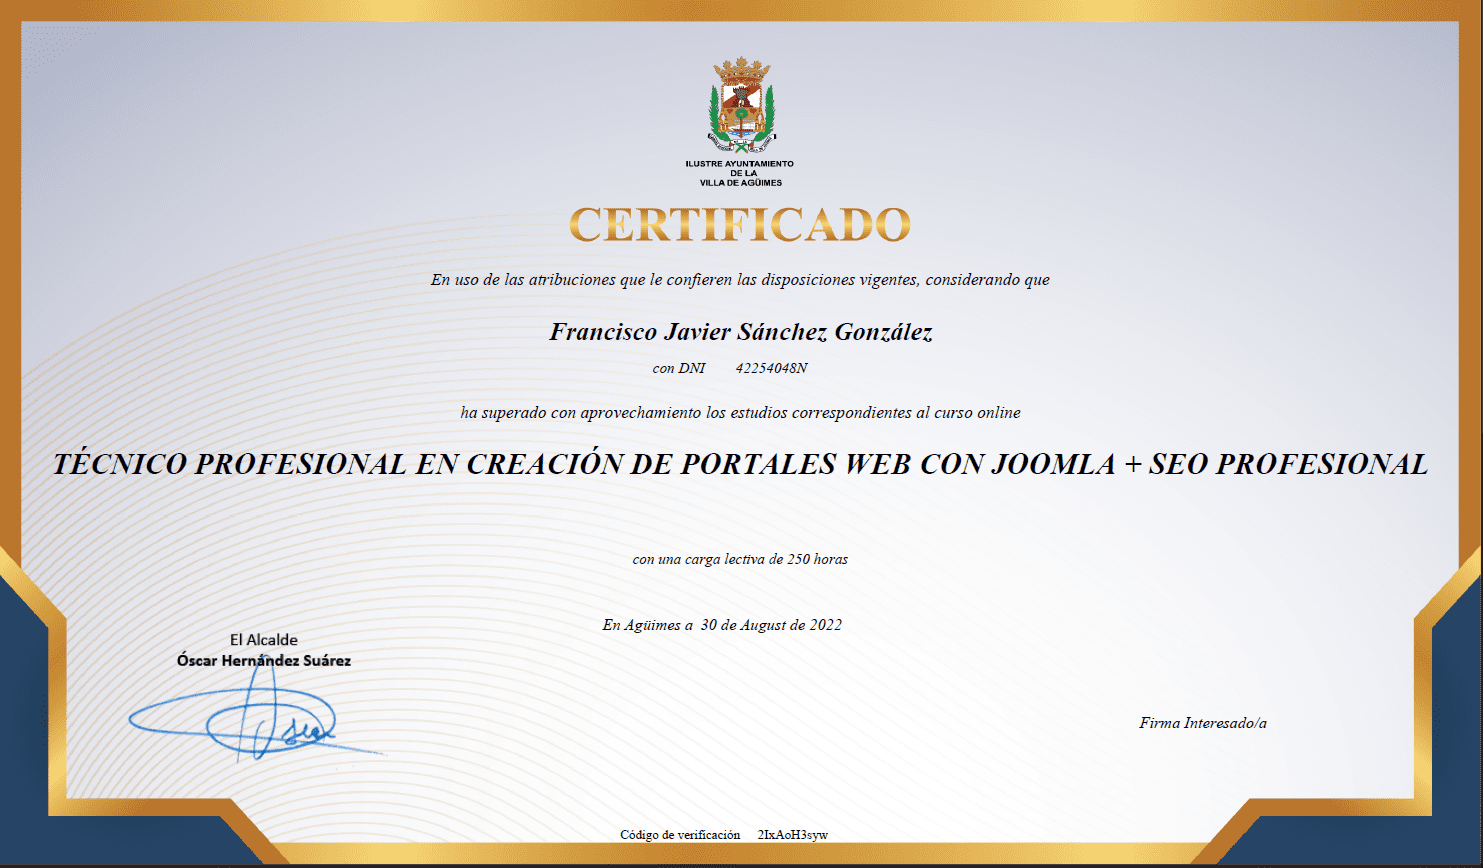 ILUSTRE AYUNTAMIENTO
DE LA
VILLA DE AGÜIMES
CERTIFICADO
En uso de las atribuciones que le confieren las disposiciones vigentes, considerando que
Francisco Javier Sánchez González
con DNI 42254048N
ha superado con aprovechamiento los estudios correspondientes al curso online
TÉCNICO PROFESIONAL EN CREACIÓN DE PORTALES WEB CON JOOMLA + SEO PROFESIONAL
con una carga lectiva de 250 horas
En Agüimes a 30 de August de 2022
El Alcalde
Óscar Hernández Suárez
Firma Interesado/a
Código de verificación 2IxAoH3syw